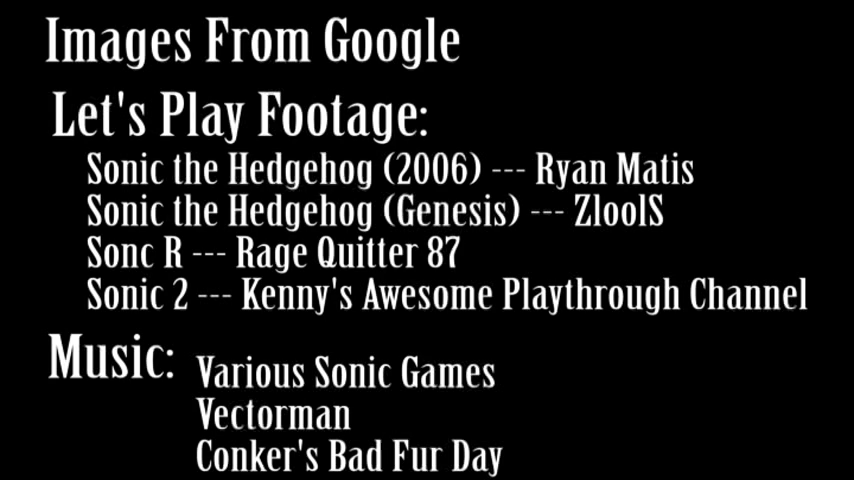 Images From Google
Let's Play Footage:
Sonic the Hedgehog (2006) --- Ryan Matis
Sonic the Hedgehog (Genesis) --- ZloolS
Sonc R --- Rage Quitter 87
Sonic 2 --- Kenny's Awesome Playthrough Channel
Music:
Various Sonic Games
Vectorman
Conker's Bad Fur Day